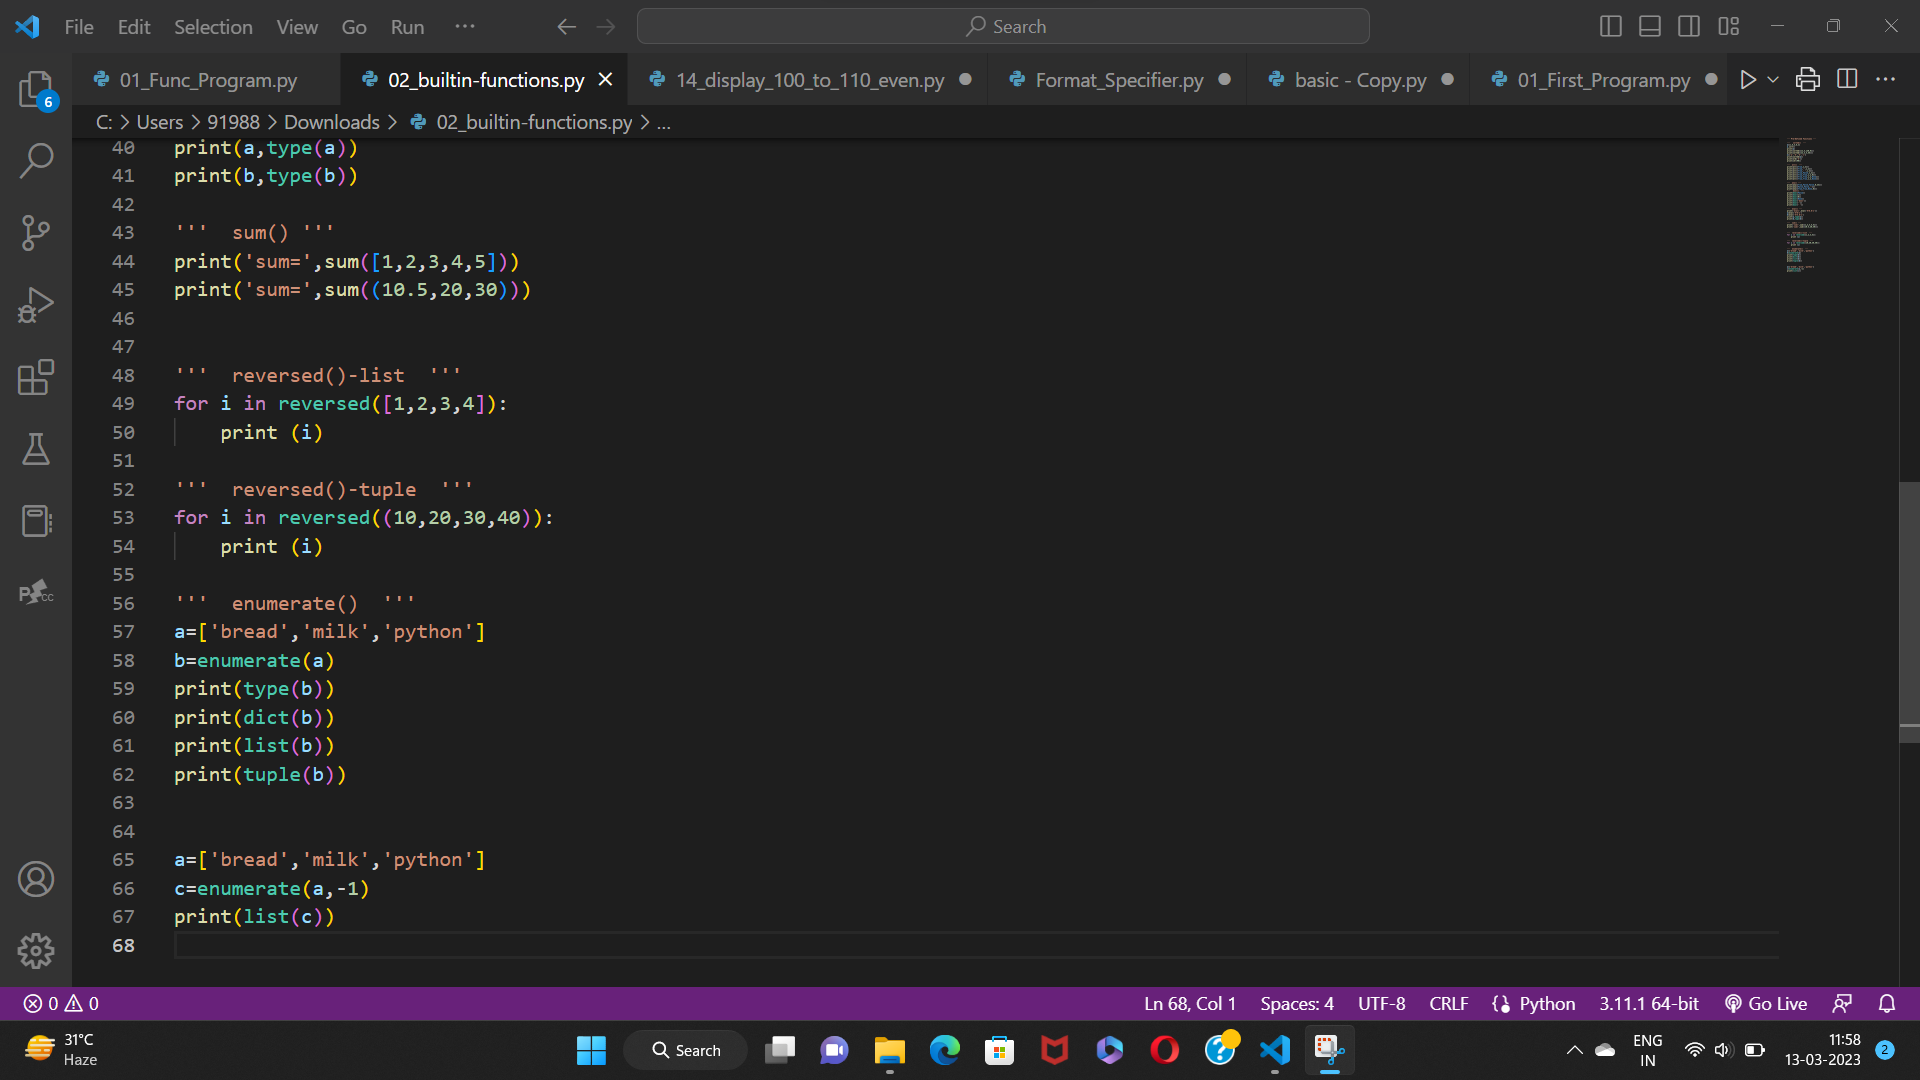 File Edit Selection View Go Run ··· Search
01_Func_Program.py 02_builtin-functions.py 14_display_100_to_110_even.py Format_Specifier.py basic - Copy.py 01_First_Program.py
C: > Users > 91988 > Downloads > 02_builtin-functions.py > ...
6
40 print(a,type(a))
41 print(b,type(b))
42
43 '''  sum() '''
44 print('sum=',sum([1,2,3,4,5]))
45 print('sum=',sum((10.5,20,30)))
46
47
48 '''  reversed()-list  '''
49 for i in reversed([1,2,3,4]):
50     print (i)
51
52 '''  reversed()-tuple  '''
53 for i in reversed((10,20,30,40)):
54     print (i)
55
56 '''  enumerate()  '''
57 a=['bread','milk','python']
58 b=enumerate(a)
59 print(type(b))
60 print(dict(b))
61 print(list(b))
62 print(tuple(b))
63
64
65 a=['bread','milk','python']
66 c=enumerate(a,-1)
67 print(list(c))
68
0 0 Ln 68, Col 1 Spaces: 4 UTF-8 CRLF Python 3.11.1 64-bit Go Live
31°C
Haze
Search
ENG
IN
11:58
13-03-2023
2